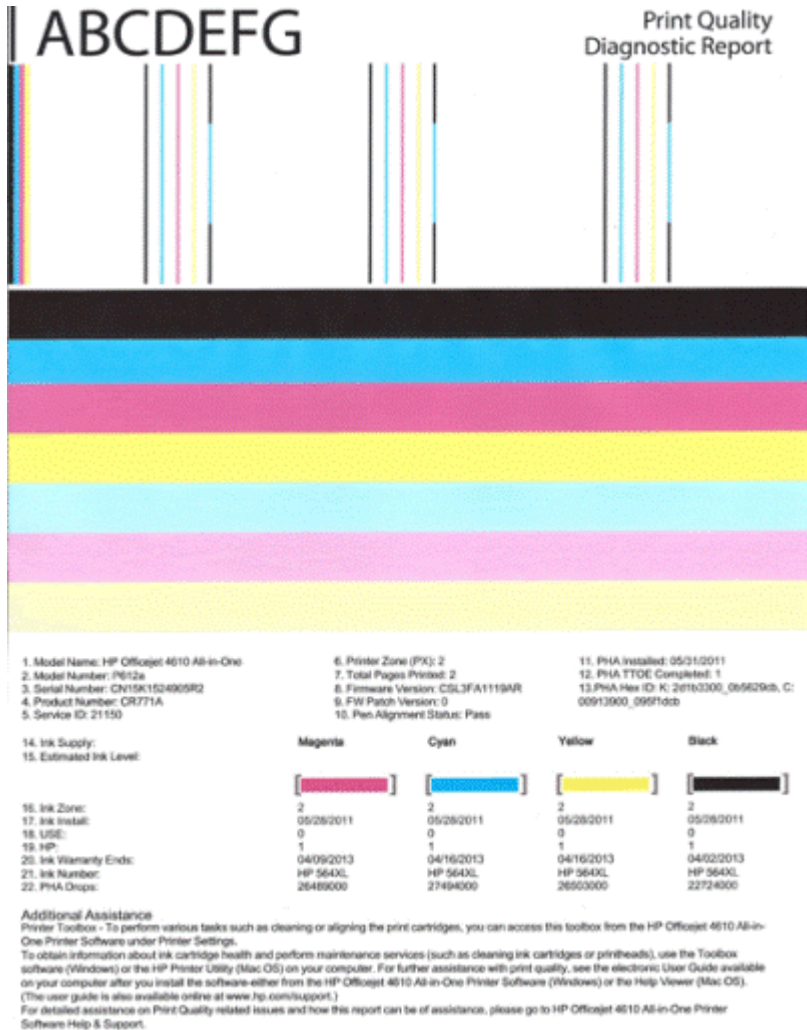 ABCDEFG
Print Quality
Diagnostic Report
1. Model Name: HP Officejet 4610 All-in-One
2. Model Number: P612a
3. Serial Number: CN15K1524905R2
4. Product Number: CR771A
5. Service ID: 21150
6. Printer Zone (PX): 2
7. Total Pages Printed: 2
8. Firmware Version: CSL3FA1119AR
9. FW Patch Version: 0
10. Pen Alignment Status: Pass
11. PHA Installed: 05/31/2011
12. PHA TTOE Completed: 1
13.PHA Hex ID: K: 2d1b3300_0b5629cb, C:
00913900_095f1dcb
14. Ink Supply: Magenta Cyan Yellow Black
15. Estimated Ink Level:
16. Ink Zone: 2 2 2 2
17. Ink Install: 05/28/2011 05/28/2011 05/28/2011 05/28/2011
18. USE: 0 0 0 0
19. HP: 1 1 1 1
20. Ink Warranty Ends: 04/09/2013 04/16/2013 04/16/2013 04/02/2013
21. Ink Number: HP 564XL HP 564XL HP 564XL HP 564XL
22. PHA Drops: 26489000 27494000 26503000 22724000
Additional Assistance
Printer Toolbox - To perform various tasks such as cleaning or aligning the print cartridges, you can access this toolbox from the HP Officejet 4610 All-in-
One Printer Software under Printer Settings.
To obtain information about ink cartridge health and perform maintenance services (such as cleaning ink cartridges or printheads), use the Toolbox
software (Windows) or the HP Printer Utility (Mac OS) on your computer. For further assistance with print quality, see the electronic User Guide available
on your computer after you install the software-either from the HP Officejet 4610 All-in-One Printer Software (Windows) or the Help Viewer (Mac OS).
(The user guide is also available online at www.hp.com/support.)
For detailed assistance on Print Quality related issues and how this report can be of assistance, please go to HP Officejet 4610 All-in-One Printer
Software Help & Support.